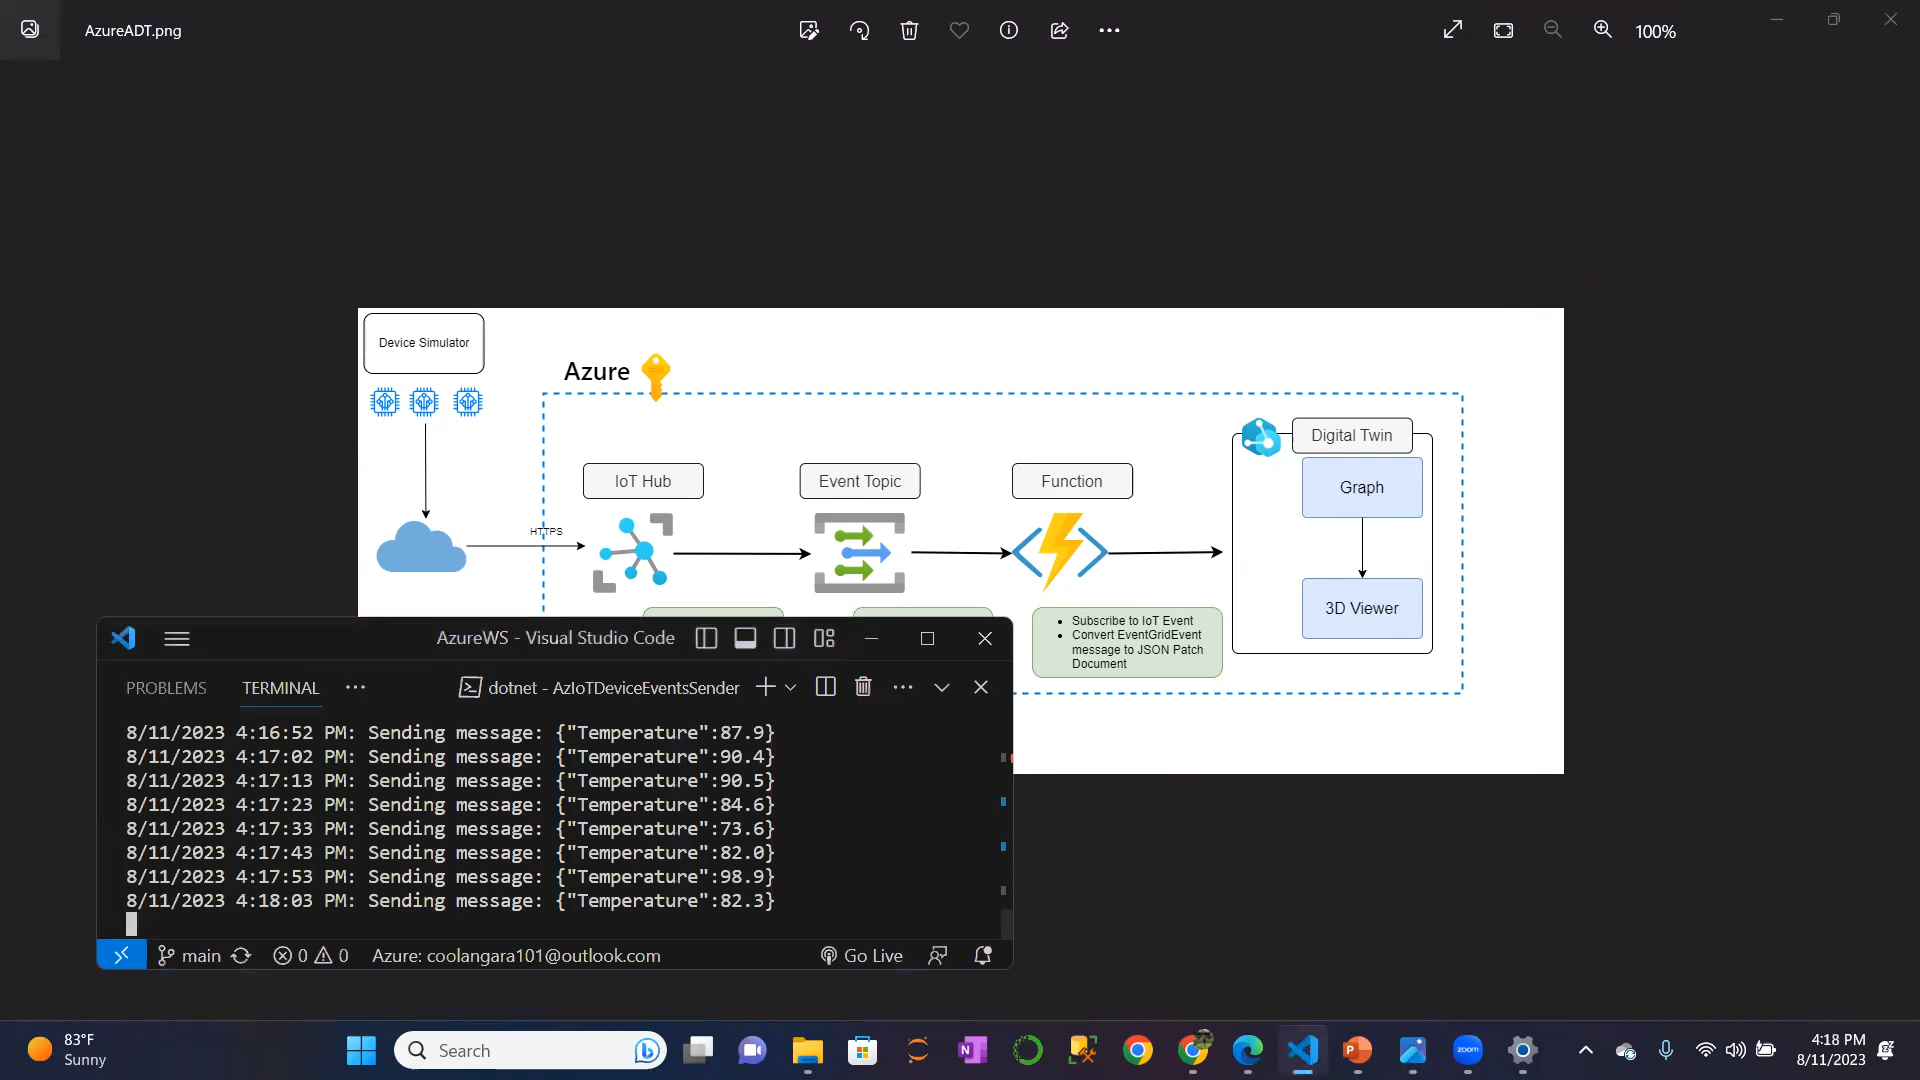 AzureADT.png
100%
Device Simulator
Azure
Digital Twin
IoT Hub
Event Topic
Function
Graph
HTTPS
3D Viewer
Subscribe to IoT Event
Convert EventGridEvent
message to JSON Patch
Document
AzureWS - Visual Studio Code
PROBLEMS
TERMINAL
dotnet - AzIoTDeviceEventsSender
8/11/2023 4:16:52 PM: Sending message: {"Temperature":87.9}
8/11/2023 4:17:02 PM: Sending message: {"Temperature":90.4}
8/11/2023 4:17:13 PM: Sending message: {"Temperature":90.5}
8/11/2023 4:17:23 PM: Sending message: {"Temperature":84.6}
8/11/2023 4:17:33 PM: Sending message: {"Temperature":73.6}
8/11/2023 4:17:43 PM: Sending message: {"Temperature":82.0}
8/11/2023 4:17:53 PM: Sending message: {"Temperature":98.9}
8/11/2023 4:18:03 PM: Sending message: {"Temperature":82.3}
main 0 0 Azure: coolangara101@outlook.com Go Live
83°F
Sunny
Search
zoom
4:18 PM
8/11/2023